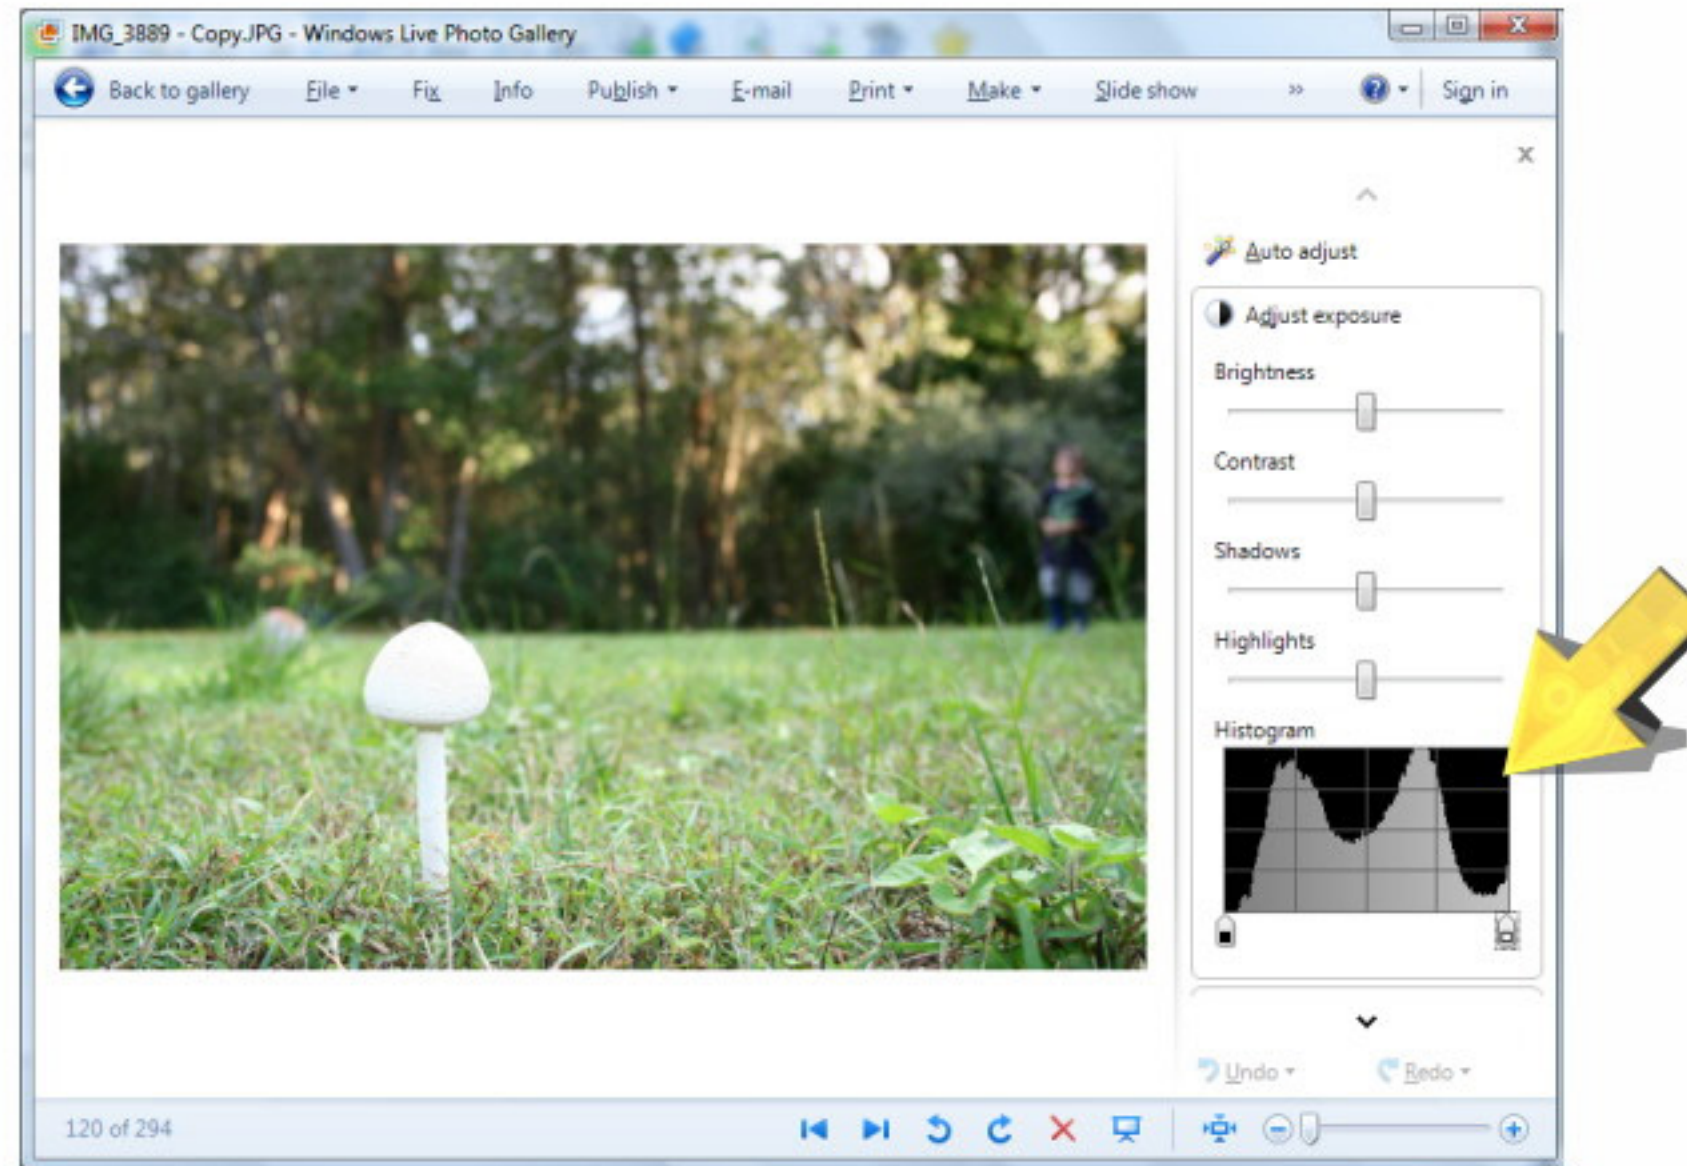 IMG_3889 - Copy.JPG - Windows Live Photo Gallery
Back to gallery File Fix Info Publish E-mail Print Make Slide show » ? Sign in
Auto adjust
Adjust exposure
Brightness
Contrast
Shadows
Highlights
Histogram
Undo Redo
120 of 294